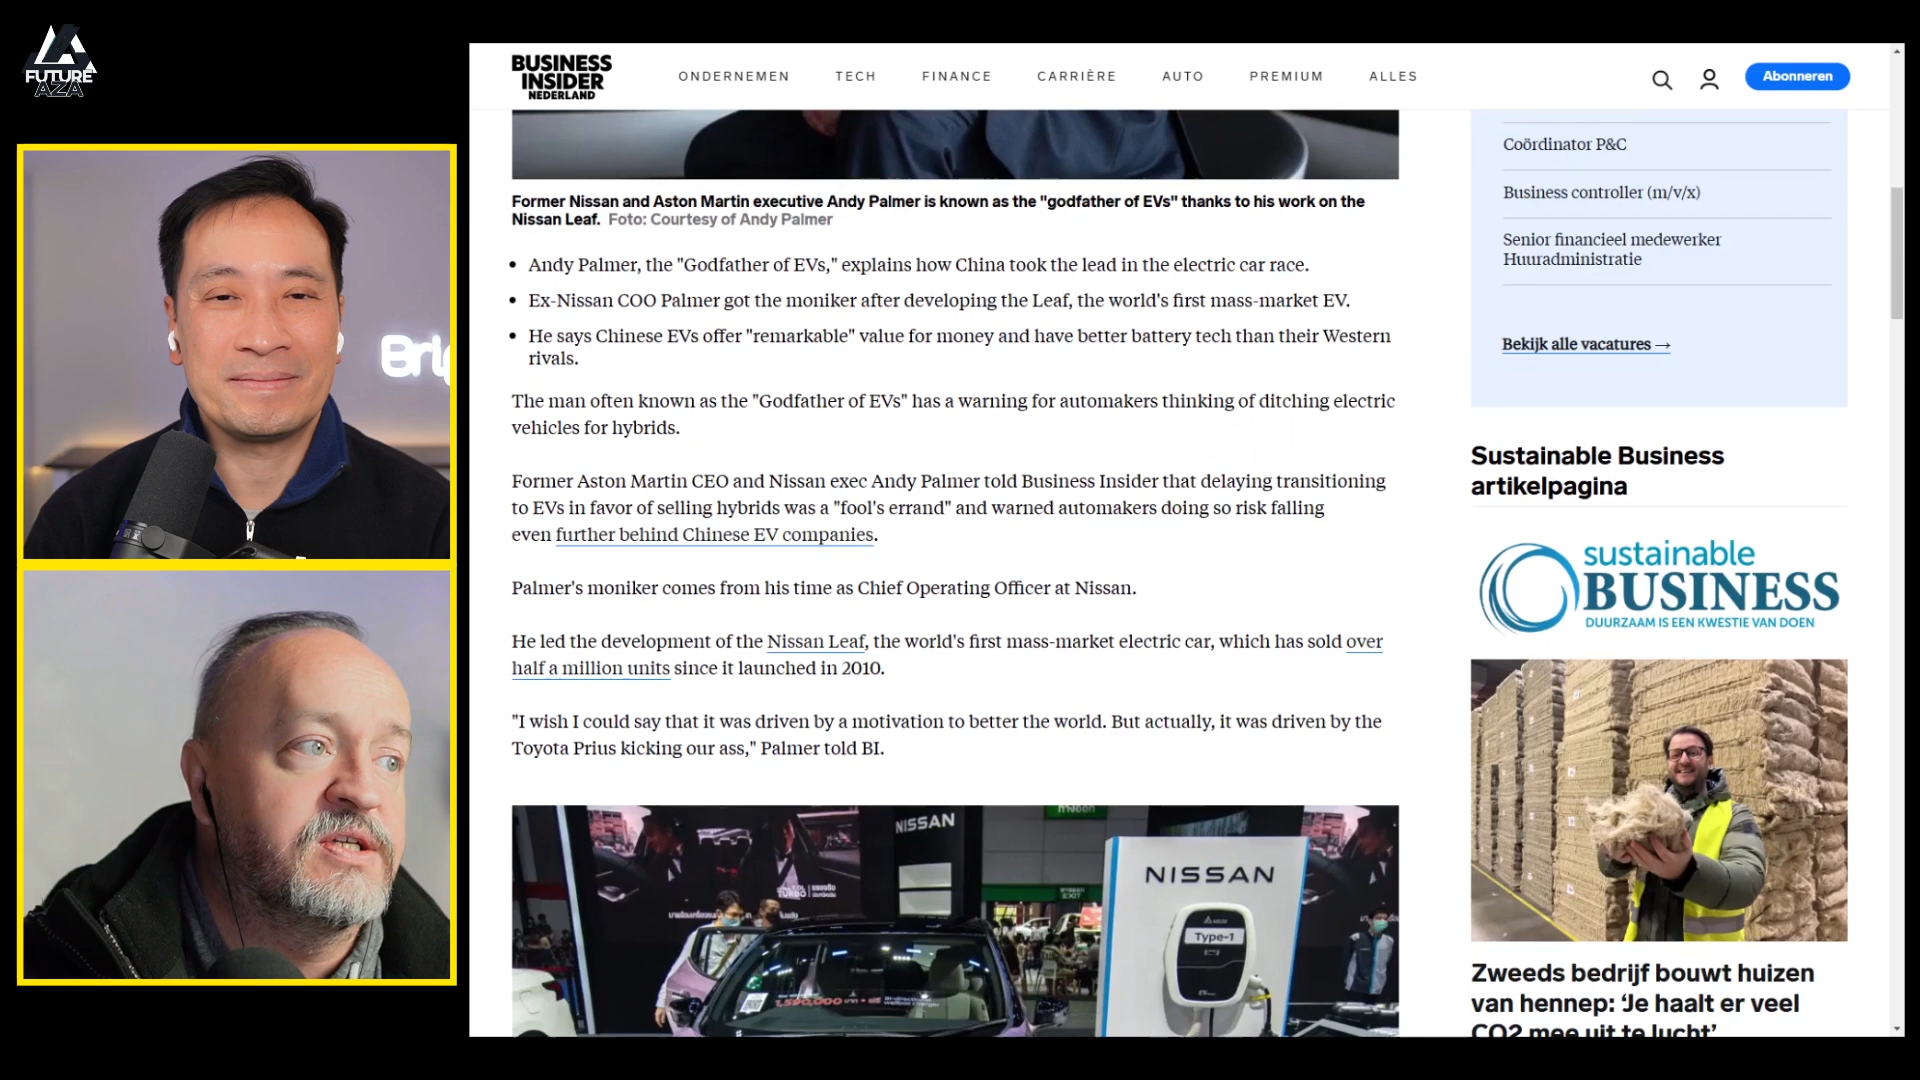 FUTURE
AZA
Brig
BUSINESS
INSIDER
NEDERLAND
ONDERNEMEN TECH FINANCE CARRIÈRE AUTO PREMIUM ALLES
Abonneren
Former Nissan and Aston Martin executive Andy Palmer is known as the "godfather of EVs" thanks to his work on the
Nissan Leaf. Foto: Courtesy of Andy Palmer
• Andy Palmer, the "Godfather of EVs," explains how China took the lead in the electric car race.
• Ex-Nissan COO Palmer got the moniker after developing the Leaf, the world's first mass-market EV.
• He says Chinese EVs offer "remarkable" value for money and have better battery tech than their Western
rivals.
The man often known as the "Godfather of EVs" has a warning for automakers thinking of ditching electric
vehicles for hybrids.
Former Aston Martin CEO and Nissan exec Andy Palmer told Business Insider that delaying transitioning
to EVs in favor of selling hybrids was a "fool's errand" and warned automakers doing so risk falling
even further behind Chinese EV companies.
Palmer's moniker comes from his time as Chief Operating Officer at Nissan.
He led the development of the Nissan Leaf, the world's first mass-market electric car, which has sold over
half a million units since it launched in 2010.
"I wish I could say that it was driven by a motivation to better the world. But actually, it was driven by the
Toyota Prius kicking our ass," Palmer told BI.
NISSAN
TURBO
EXIT
NISSAN
Type-1
1,590,000
Coördinator P&C
Business controller (m/v/x)
Senior financieel medewerker
Huuradministratie
Bekijk alle vacatures →
Sustainable Business
artikelpagina
sustainable
BUSINESS
DUURZAAM IS EEN KWESTIE VAN DOEN
Zweeds bedrijf bouwt huizen
van hennep: 'Je haalt er veel
CO2 mee uit te lucht'